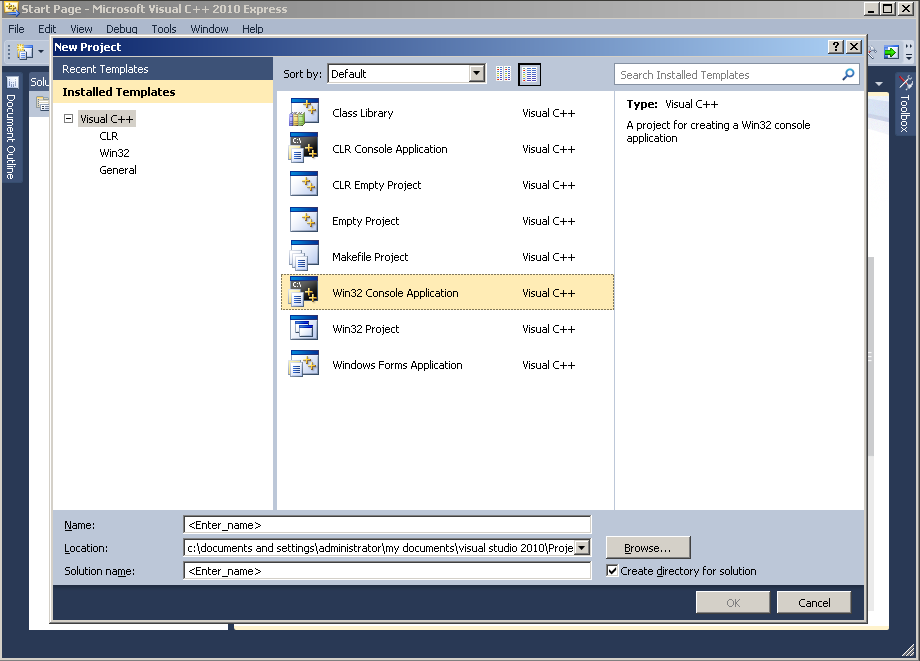 Start Page - Microsoft Visual C++ 2010 Express
File Edit View Debug Tools Window Help
New Project
Recent Templates
Installed Templates
Visual C++
CLR
Win32
General
Sort by: Default
Search Installed Templates
Class Library Visual C++
CLR Console Application Visual C++
CLR Empty Project Visual C++
Empty Project Visual C++
Makefile Project Visual C++
Win32 Console Application Visual C++
Win32 Project Visual C++
Windows Forms Application Visual C++
Type: Visual C++
A project for creating a Win32 console
application
Name: <Enter_name>
Location: c:\documents and settings\administrator\my documents\visual studio 2010\Proje
Browse...
Solution name: <Enter_name>
Create directory for solution
OK Cancel
Document Outline
Solu
Toolbox